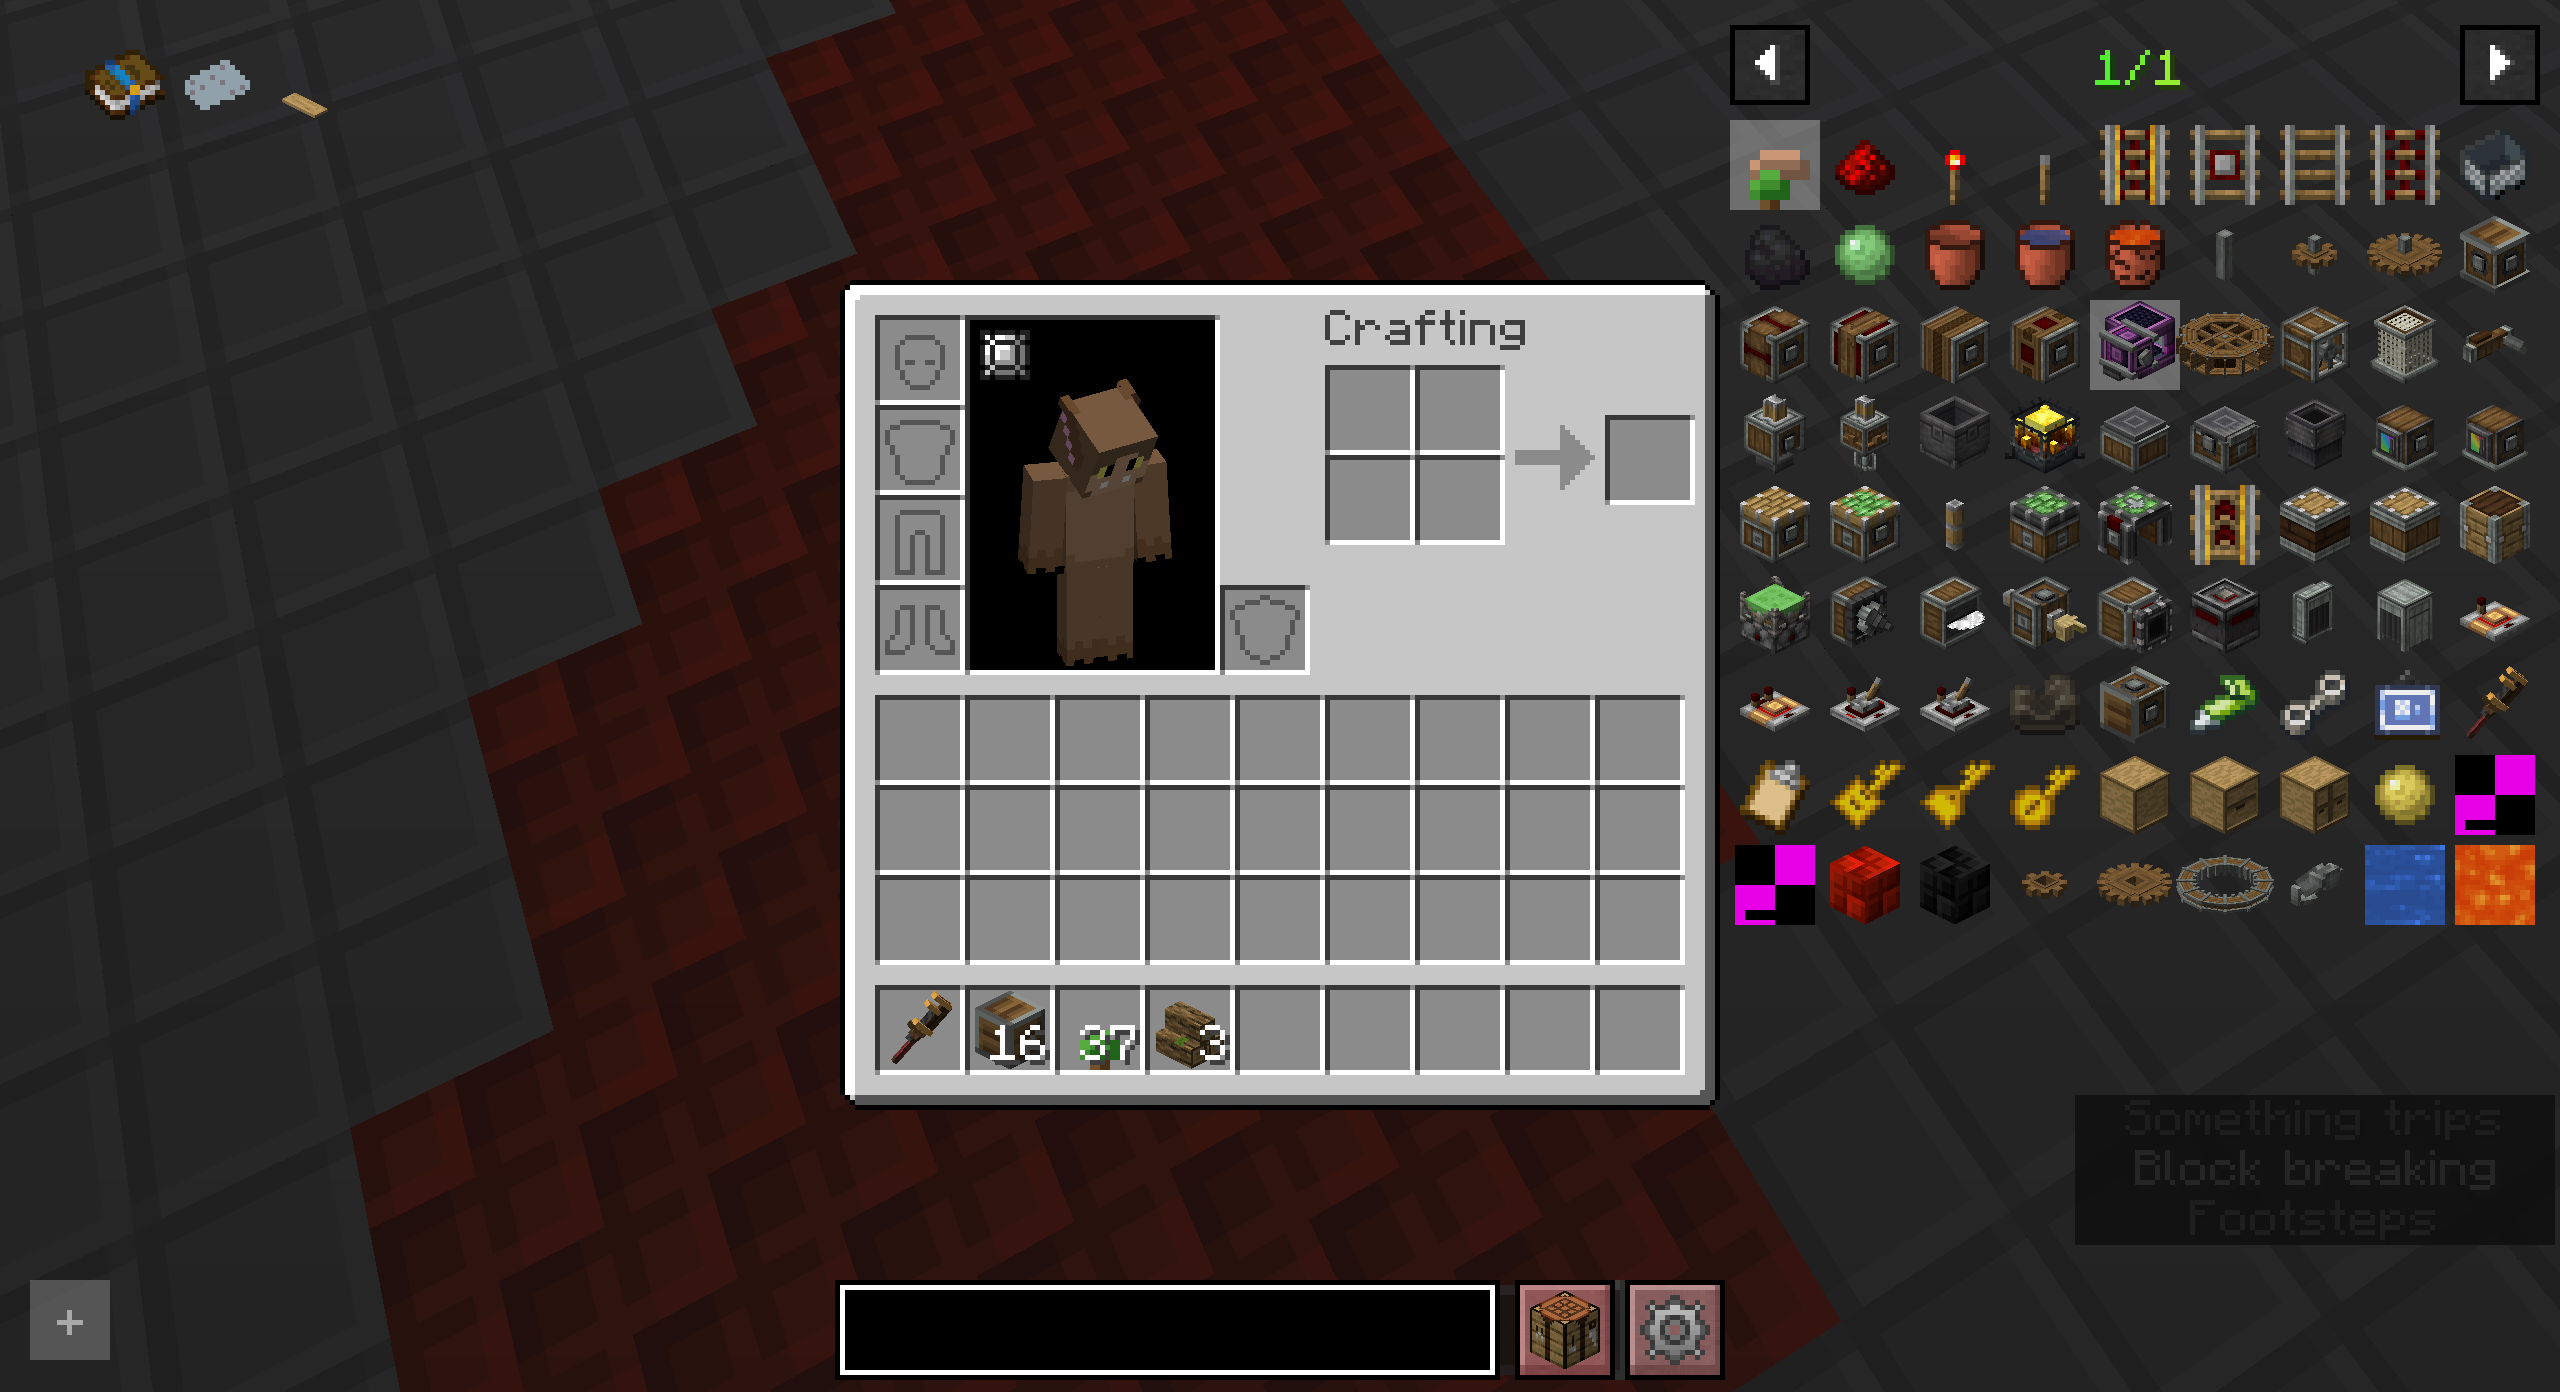 1/1
Crafting
16
37
3
Something trips
Block breaking
Footsteps
+